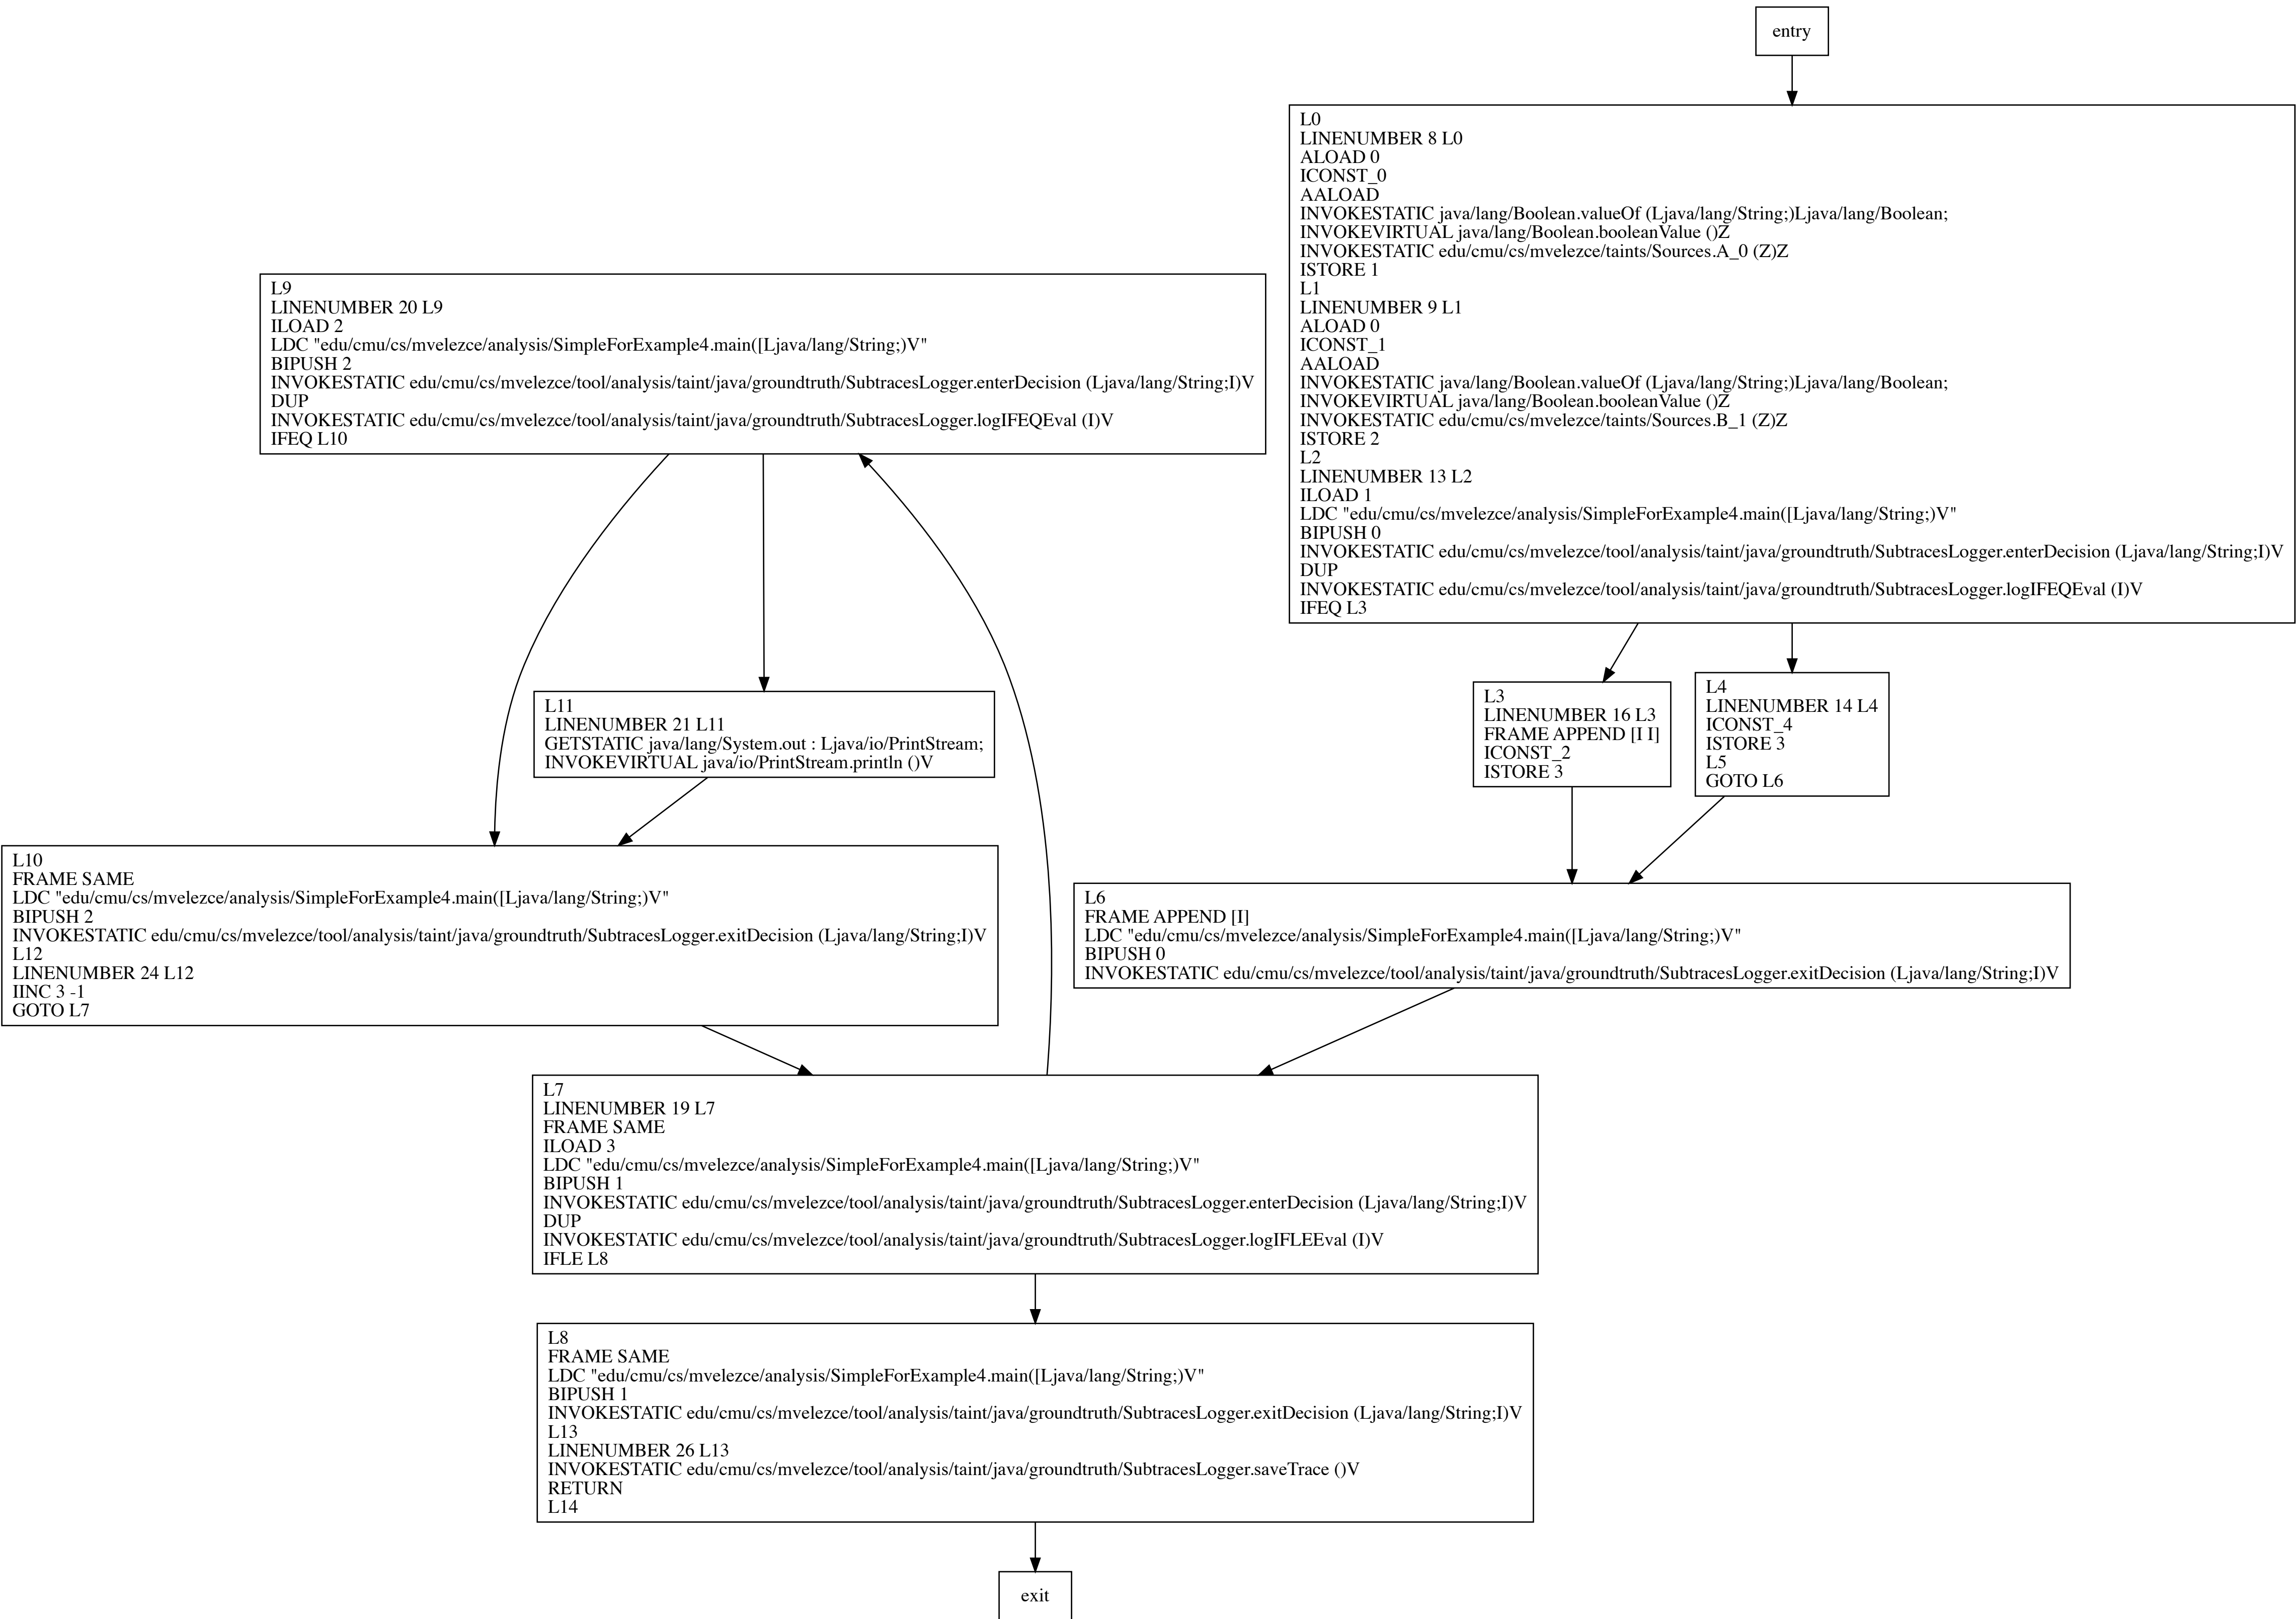 entry
L0
LINENUMBER 8 L0
ALOAD 0
ICONST_0
AALOAD
INVOKESTATIC java/lang/Boolean.valueOf (Ljava/lang/String;)Ljava/lang/Boolean;
INVOKEVIRTUAL java/lang/Boolean.booleanValue ()Z
INVOKESTATIC edu/cmu/cs/mvelezce/taints/Sources.A_0 (Z)Z
ISTORE 1
L1
LINENUMBER 9 L1
ALOAD 0
ICONST_1
AALOAD
INVOKESTATIC java/lang/Boolean.valueOf (Ljava/lang/String;)Ljava/lang/Boolean;
INVOKEVIRTUAL java/lang/Boolean.booleanValue ()Z
INVOKESTATIC edu/cmu/cs/mvelezce/taints/Sources.B_1 (Z)Z
ISTORE 2
L2
LINENUMBER 13 L2
ILOAD 1
LDC "edu/cmu/cs/mvelezce/analysis/SimpleForExample4.main([Ljava/lang/String;)V"
BIPUSH 0
INVOKESTATIC edu/cmu/cs/mvelezce/tool/analysis/taint/java/groundtruth/SubtracesLogger.enterDecision (Ljava/lang/String;I)V
DUP
INVOKESTATIC edu/cmu/cs/mvelezce/tool/analysis/taint/java/groundtruth/SubtracesLogger.logIFEQEval (I)V
IFEQ L3
L9
LINENUMBER 20 L9
ILOAD 2
LDC "edu/cmu/cs/mvelezce/analysis/SimpleForExample4.main([Ljava/lang/String;)V"
BIPUSH 2
INVOKESTATIC edu/cmu/cs/mvelezce/tool/analysis/taint/java/groundtruth/SubtracesLogger.enterDecision (Ljava/lang/String;I)V
DUP
INVOKESTATIC edu/cmu/cs/mvelezce/tool/analysis/taint/java/groundtruth/SubtracesLogger.logIFEQEval (I)V
IFEQ L10
L3
LINENUMBER 16 L3
FRAME APPEND [I I]
ICONST_2
ISTORE 3
L4
LINENUMBER 14 L4
ICONST_4
ISTORE 3
L5
GOTO L6
L11
LINENUMBER 21 L11
GETSTATIC java/lang/System.out : Ljava/io/PrintStream;
INVOKEVIRTUAL java/io/PrintStream.println ()V
L10
FRAME SAME
LDC "edu/cmu/cs/mvelezce/analysis/SimpleForExample4.main([Ljava/lang/String;)V"
BIPUSH 2
INVOKESTATIC edu/cmu/cs/mvelezce/tool/analysis/taint/java/groundtruth/SubtracesLogger.exitDecision (Ljava/lang/String;I)V
L12
LINENUMBER 24 L12
IINC 3 -1
GOTO L7
L6
FRAME APPEND [I]
LDC "edu/cmu/cs/mvelezce/analysis/SimpleForExample4.main([Ljava/lang/String;)V"
BIPUSH 0
INVOKESTATIC edu/cmu/cs/mvelezce/tool/analysis/taint/java/groundtruth/SubtracesLogger.exitDecision (Ljava/lang/String;I)V
L7
LINENUMBER 19 L7
FRAME SAME
ILOAD 3
LDC "edu/cmu/cs/mvelezce/analysis/SimpleForExample4.main([Ljava/lang/String;)V"
BIPUSH 1
INVOKESTATIC edu/cmu/cs/mvelezce/tool/analysis/taint/java/groundtruth/SubtracesLogger.enterDecision (Ljava/lang/String;I)V
DUP
INVOKESTATIC edu/cmu/cs/mvelezce/tool/analysis/taint/java/groundtruth/SubtracesLogger.logIFLEEval (I)V
IFLE L8
L8
FRAME SAME
LDC "edu/cmu/cs/mvelezce/analysis/SimpleForExample4.main([Ljava/lang/String;)V"
BIPUSH 1
INVOKESTATIC edu/cmu/cs/mvelezce/tool/analysis/taint/java/groundtruth/SubtracesLogger.exitDecision (Ljava/lang/String;I)V
L13
LINENUMBER 26 L13
INVOKESTATIC edu/cmu/cs/mvelezce/tool/analysis/taint/java/groundtruth/SubtracesLogger.saveTrace ()V
RETURN
L14
exit